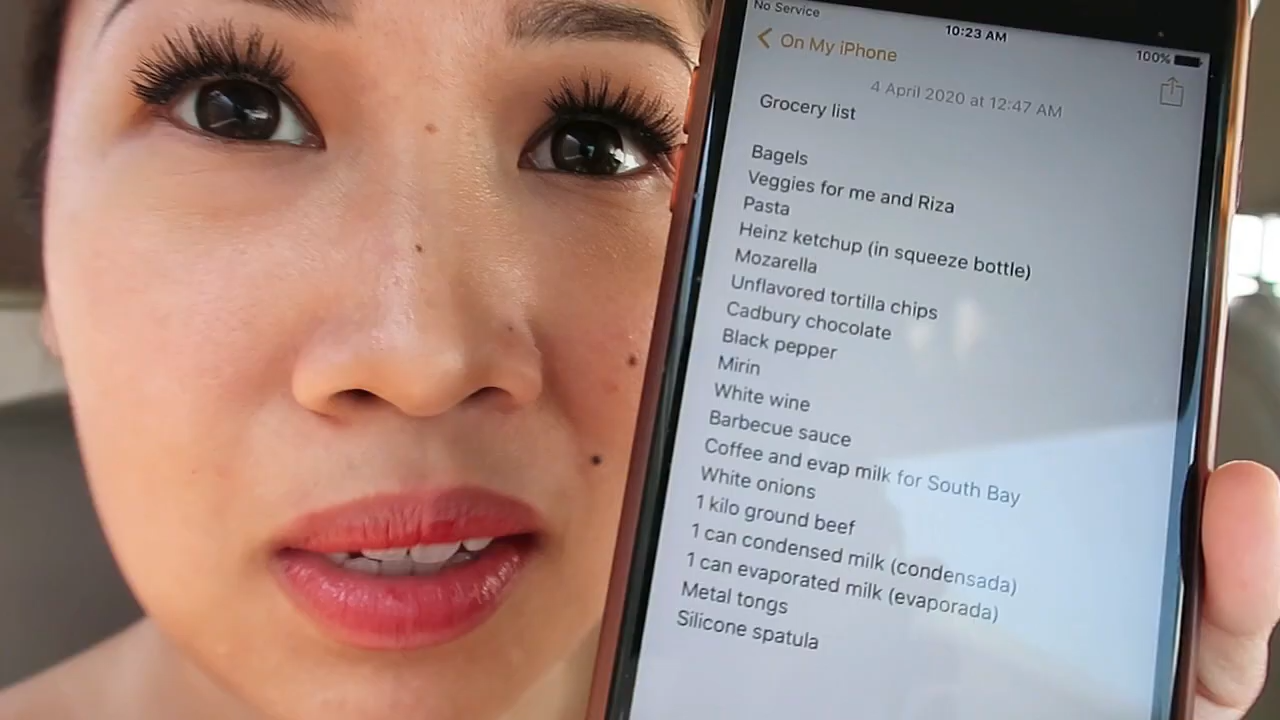 No Service
10:23 AM
100%
On My iPhone
4 April 2020 at 12:47 AM
Grocery list
Bagels
Veggies for me and Riza
Pasta
Heinz ketchup (in squeeze bottle)
Mozarella
Unflavored tortilla chips
Cadbury chocolate
Black pepper
Mirin
White wine
Barbecue sauce
Coffee and evap milk for South Bay
White onions
1 kilo ground beef
1 can condensed milk (condensada)
1 can evaporated milk (evaporada)
Metal tongs
Silicone spatula